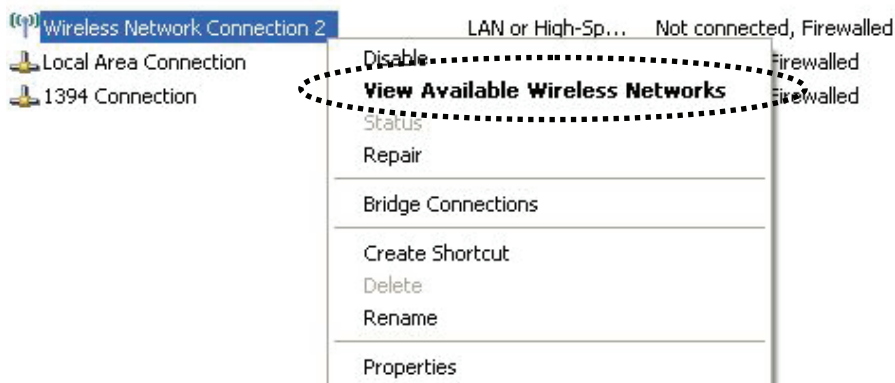 Wireless Network Connection 2 LAN or High-Sp... Not connected, Firewalled
Local Area Connection Firewalled
1394 Connection Firewalled
Disable
View Available Wireless Networks
Status
Repair
Bridge Connections
Create Shortcut
Delete
Rename
Properties